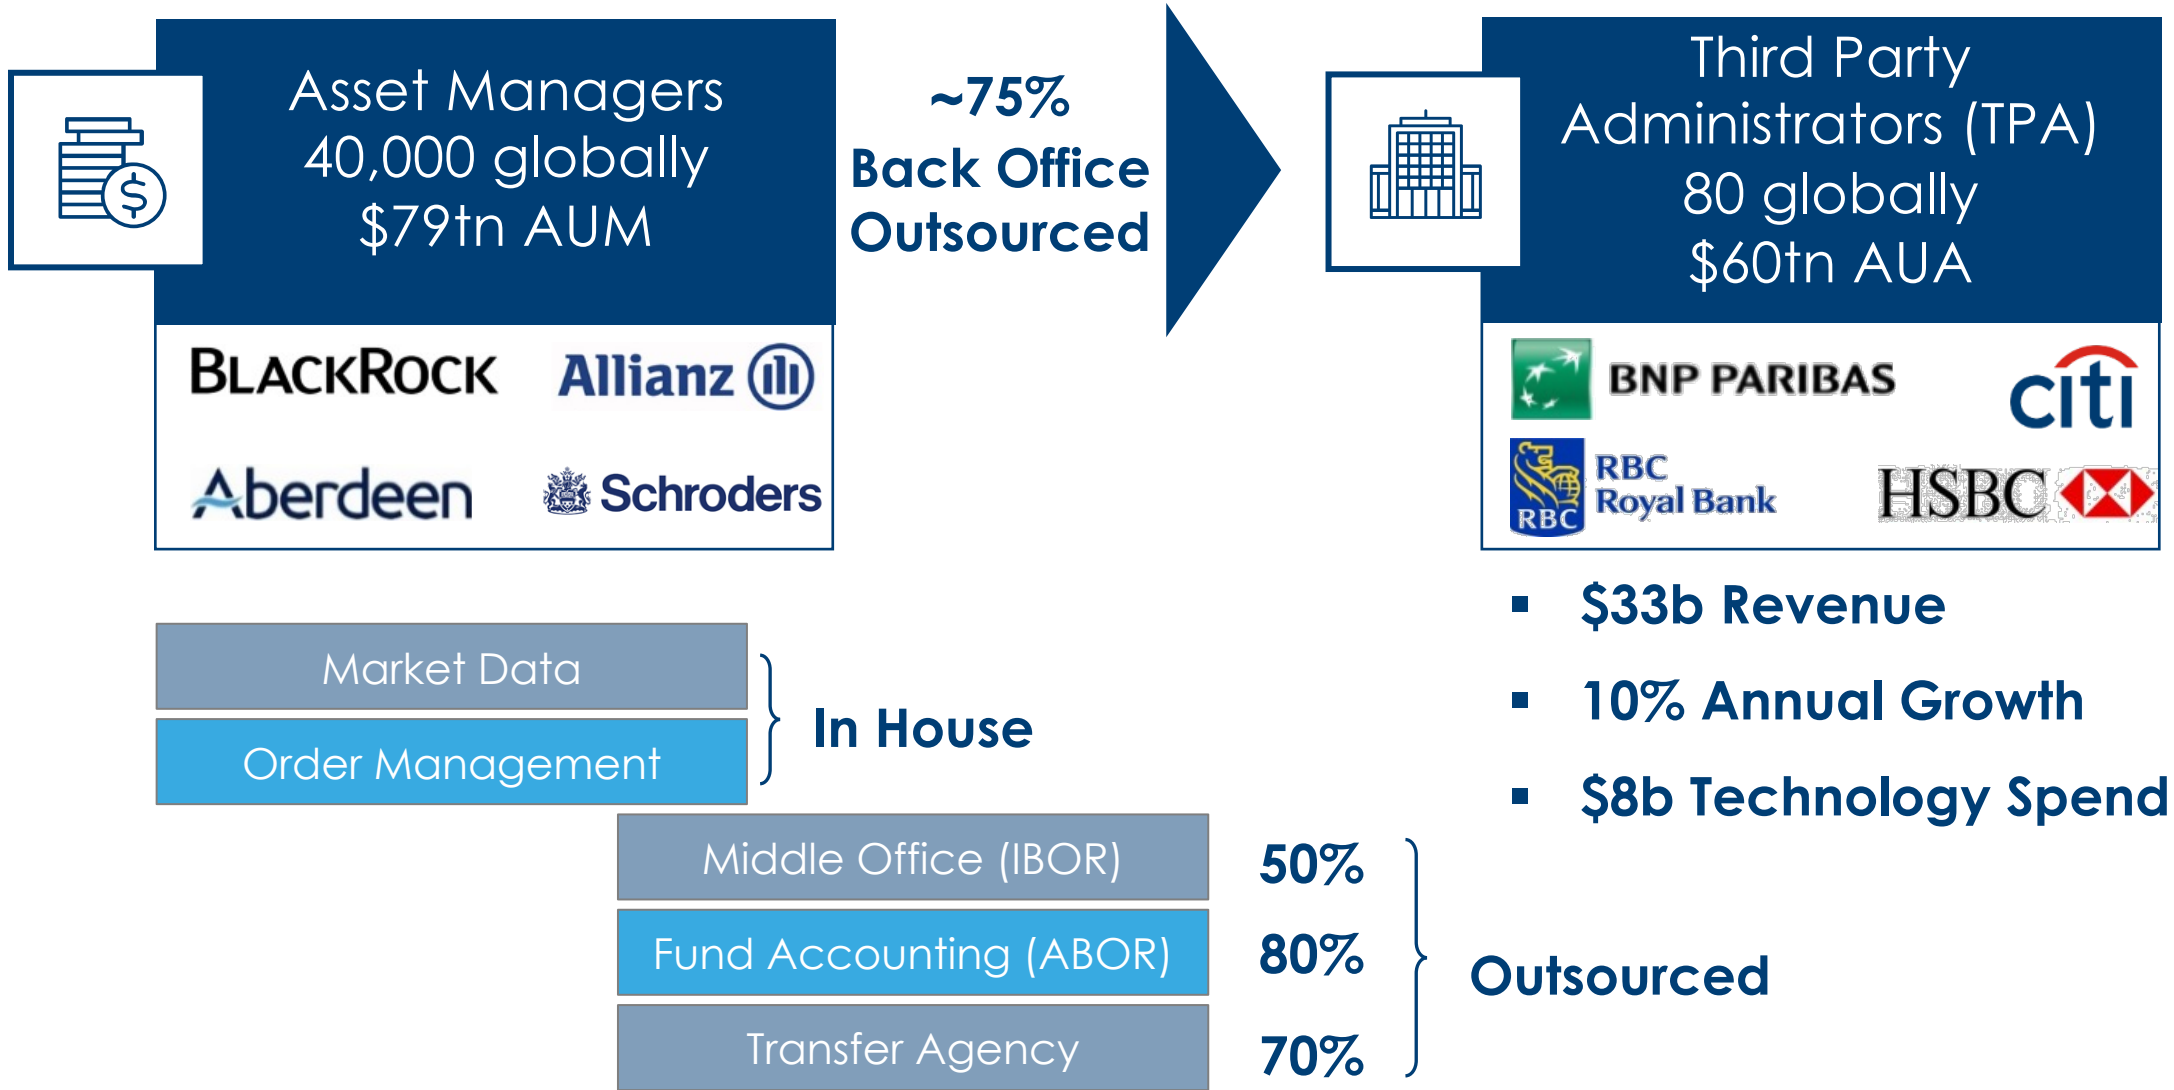 Asset Managers
40,000 globally
$79tn AUM
~75%
Back Office
Outsourced
Third Party
Administrators (TPA)
80 globally
$60tn AUA
BLACKROCK
Allianz
Aberdeen
Schroders
BNP PARIBAS
citi
RBC
Royal Bank
RBC
HSBC
▪ $33b Revenue
▪ 10% Annual Growth
▪ $8b Technology Spend
Market Data
Order Management
In House
Middle Office (IBOR)
50%
Fund Accounting (ABOR)
80%
Transfer Agency
70%
Outsourced